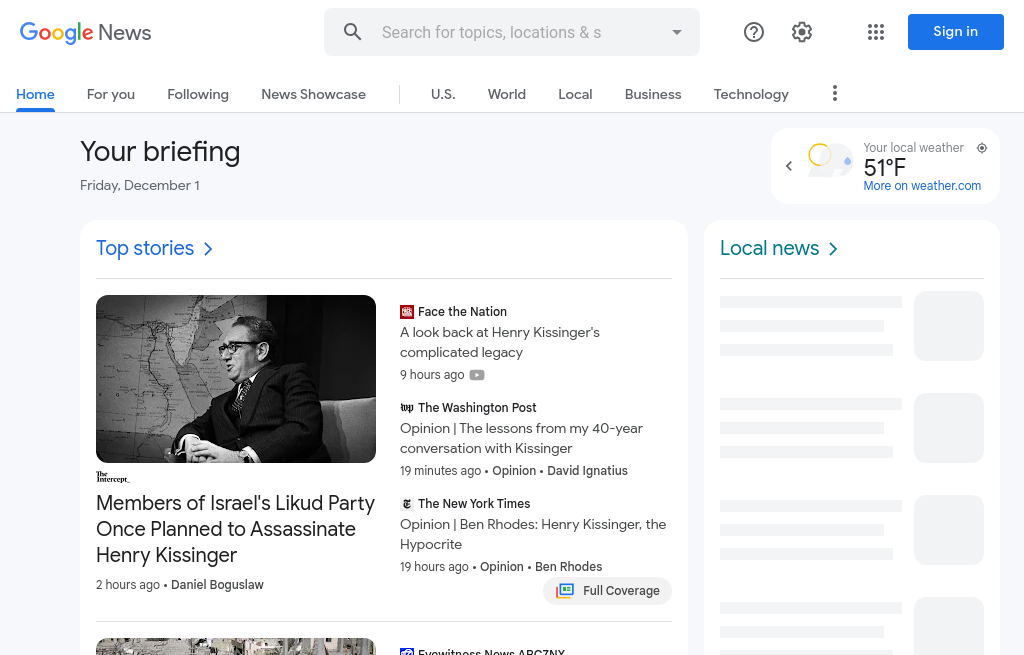 Google News
Search for topics, locations & s
Sign in
Home
For you
Following
News Showcase
U.S.
World
Local
Business
Technology
Your briefing
Friday, December 1
Your local weather
51°F
More on weather.com
Top stories
The Intercept_
Members of Israel's Likud Party
Once Planned to Assassinate
Henry Kissinger
2 hours ago • Daniel Boguslaw
Face the Nation
A look back at Henry Kissinger's
complicated legacy
9 hours ago
wp The Washington Post
Opinion | The lessons from my 40-year
conversation with Kissinger
19 minutes ago • Opinion • David Ignatius
The New York Times
Opinion | Ben Rhodes: Henry Kissinger, the
Hypocrite
19 hours ago • Opinion • Ben Rhodes
Full Coverage
Eyewitness News ABC7NY
Local news